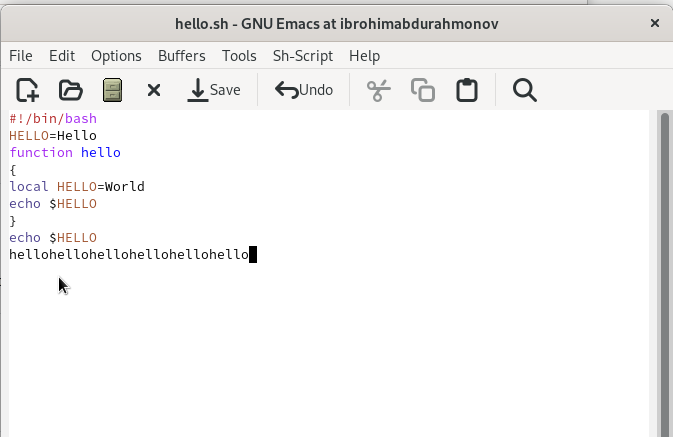 hello.sh - GNU Emacs at ibrohimabdurahmonov
File Edit Options Buffers Tools Sh-Script Help
Save Undo
#!/bin/bash
HELLO=Hello
function hello
{
local HELLO=World
echo $HELLO
}
echo $HELLO
hellohellohellohellohellohello